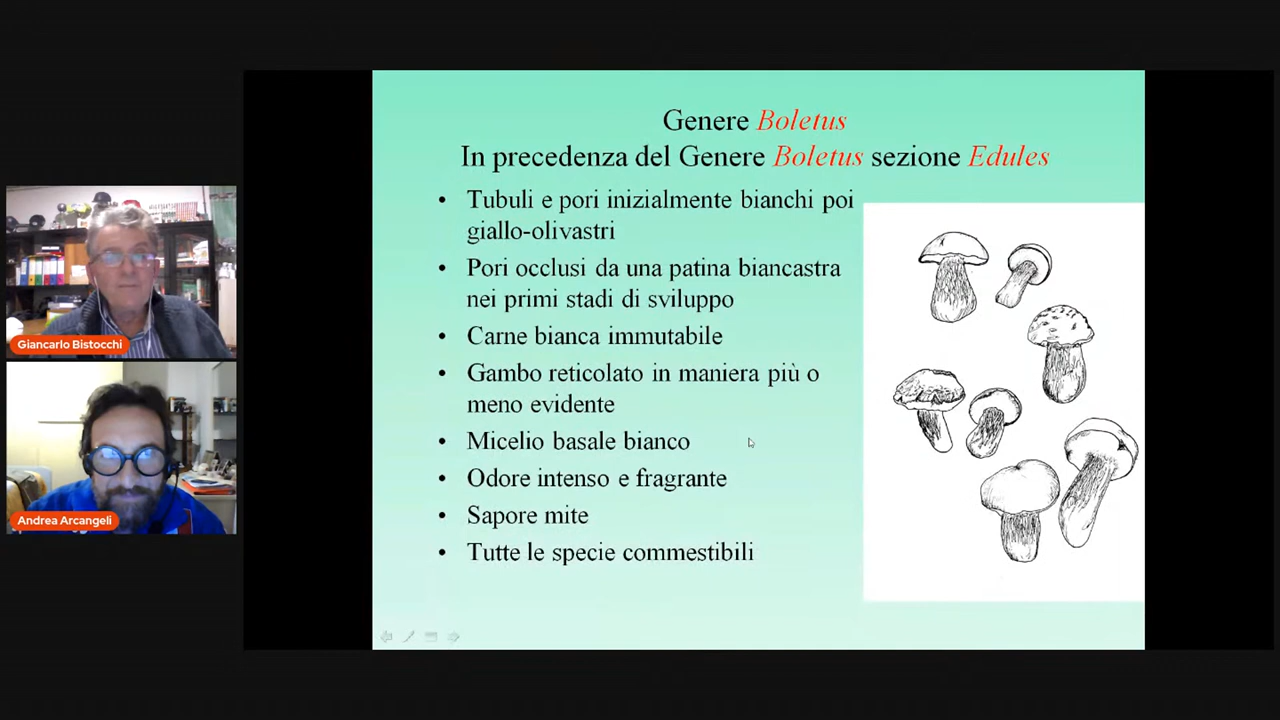 Genere Boletus
In precedenza del Genere Boletus sezione Edules
• Tubuli e pori inizialmente bianchi poi
giallo-olivastri
• Pori occlusi da una patina biancastra
nei primi stadi di sviluppo
• Carne bianca immutabile
• Gambo reticolato in maniera più o
meno evidente
• Micelio basale bianco
• Odore intenso e fragrante
• Sapore mite
• Tutte le specie commestibili
Giancarlo Bistocchi
Andrea Arcangeli